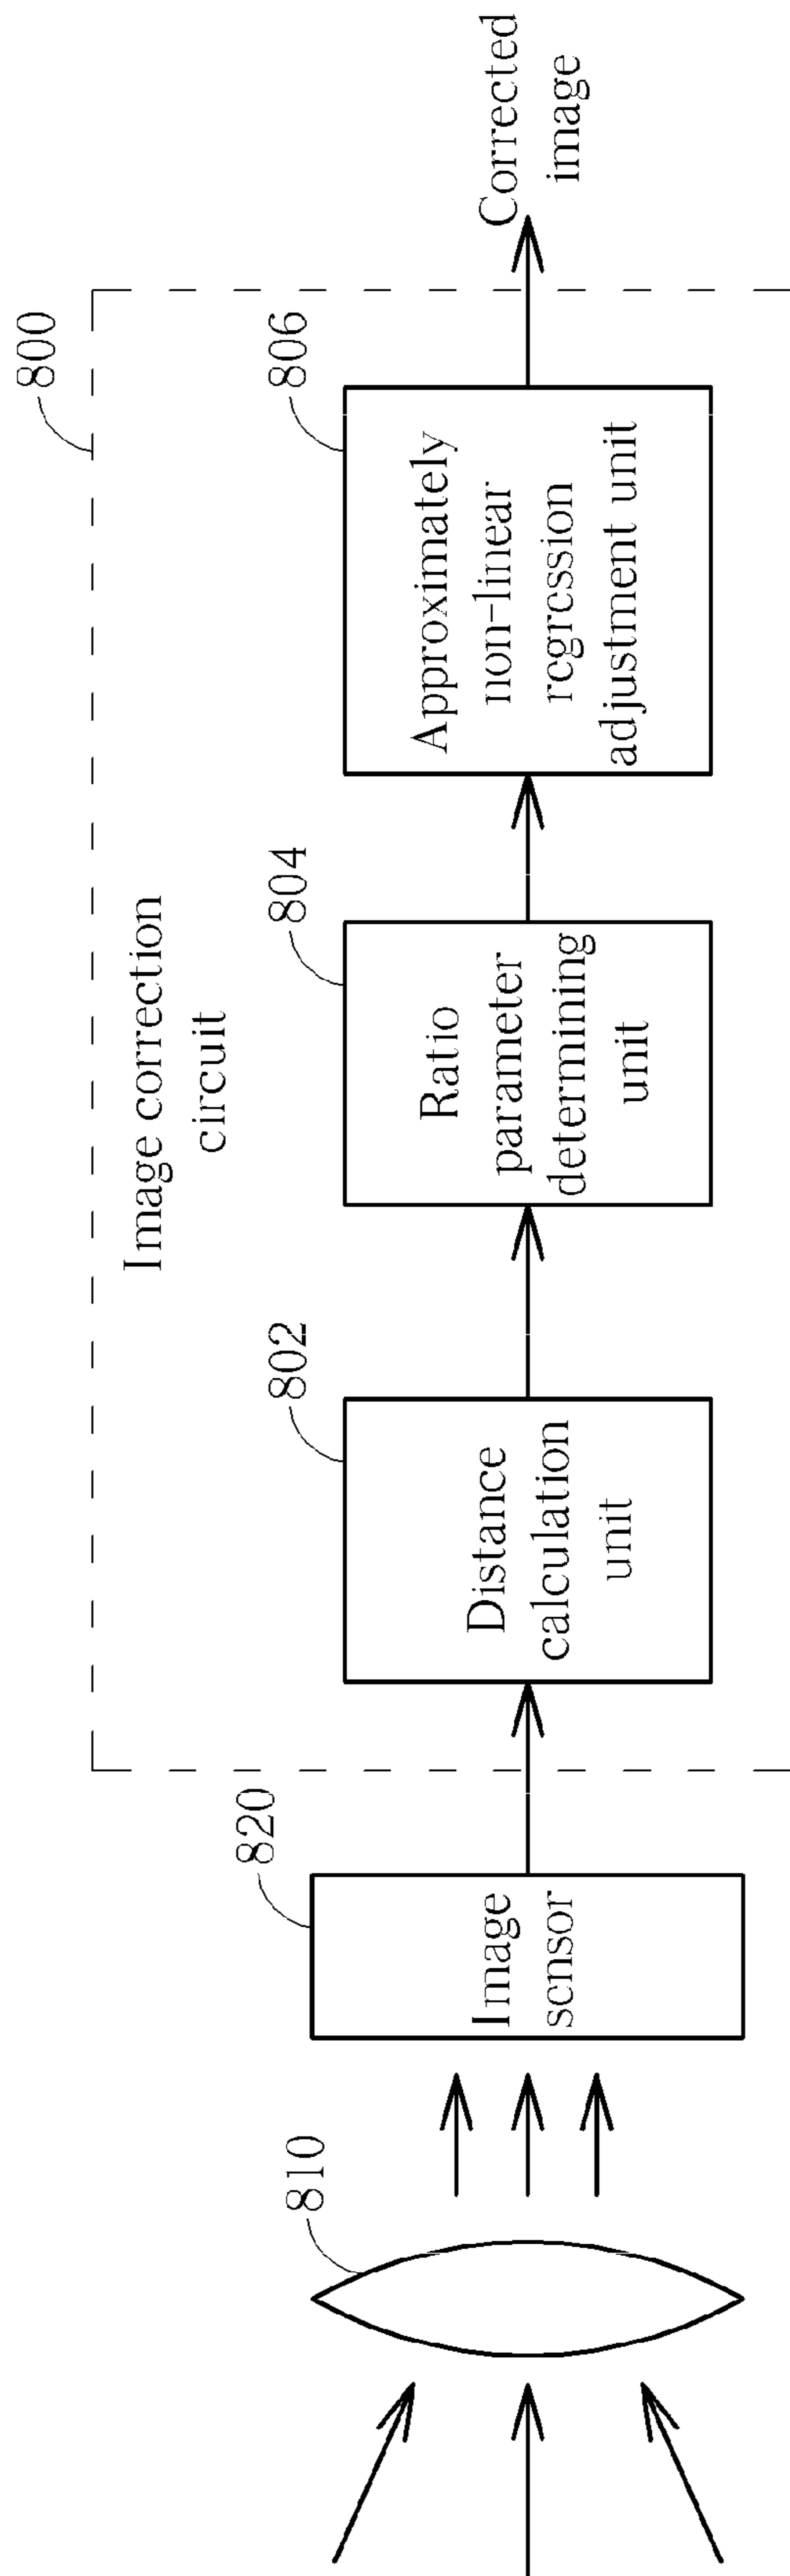 800
Image correction
circuit
810
820
Image
sensor
802
Distance
calculation
unit
804
Ratio
parameter
determining
unit
806
Approximately
non-linear
regression
adjustment unit
Corrected
image